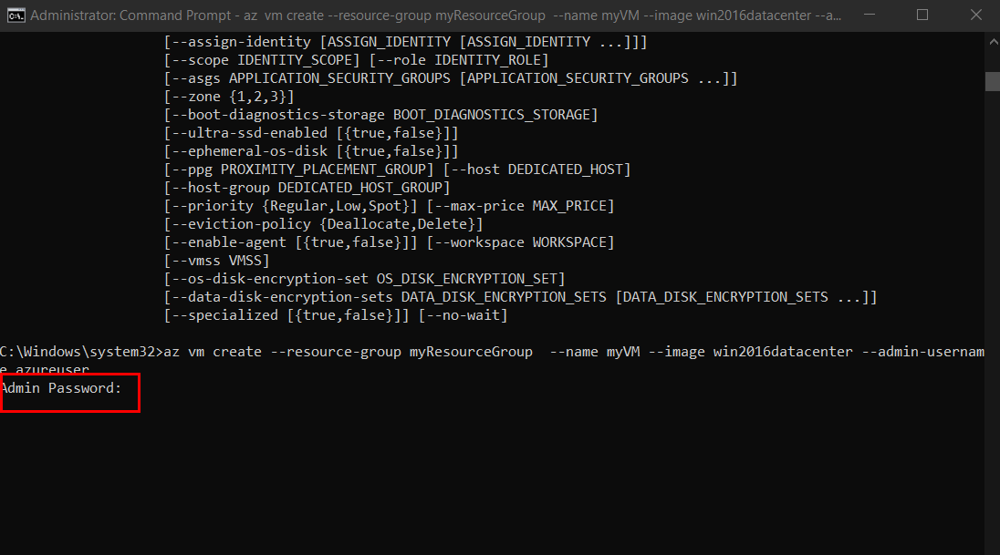 Administrator: Command Prompt - az  vm create --resource-group myResourceGroup  --name myVM --image win2016datacenter --a...
[--assign-identity [ASSIGN_IDENTITY [ASSIGN_IDENTITY ...]]]
[--scope IDENTITY_SCOPE] [--role IDENTITY_ROLE]
[--asgs APPLICATION_SECURITY_GROUPS [APPLICATION_SECURITY_GROUPS ...]]
[--zone {1,2,3}]
[--boot-diagnostics-storage BOOT_DIAGNOSTICS_STORAGE]
[--ultra-ssd-enabled [{true,false}]]
[--ephemeral-os-disk [{true,false}]]
[--ppg PROXIMITY_PLACEMENT_GROUP] [--host DEDICATED_HOST]
[--host-group DEDICATED_HOST_GROUP]
[--priority {Regular,Low,Spot}] [--max-price MAX_PRICE]
[--eviction-policy {Deallocate,Delete}]
[--enable-agent [{true,false}]] [--workspace WORKSPACE]
[--vmss VMSS]
[--os-disk-encryption-set OS_DISK_ENCRYPTION_SET]
[--data-disk-encryption-sets DATA_DISK_ENCRYPTION_SETS [DATA_DISK_ENCRYPTION_SETS ...]]
[--specialized [{true,false}]] [--no-wait]
C:\Windows\system32>az vm create --resource-group myResourceGroup  --name myVM --image win2016datacenter --admin-usernam
e azureuser
Admin Password: